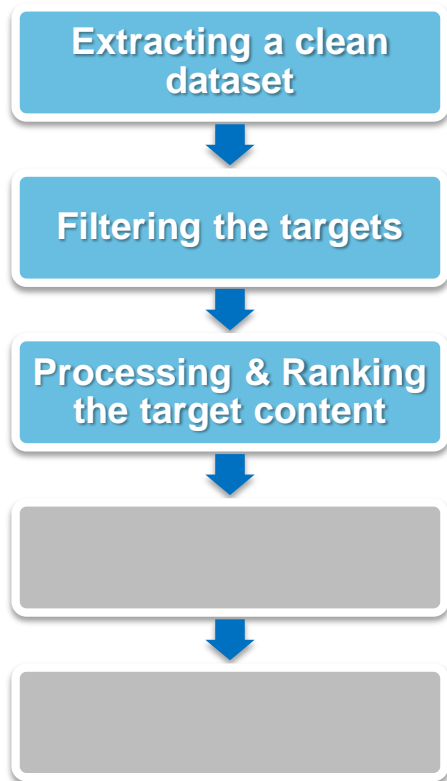 Extracting a clean
dataset
Filtering the targets
Processing & Ranking
the target content